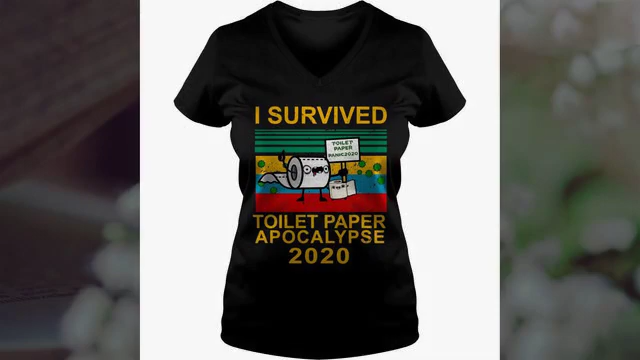 I SURVIVED
TOILET
PAPER
PANIC2020
TOILET PAPER
APOCALYPSE
2020